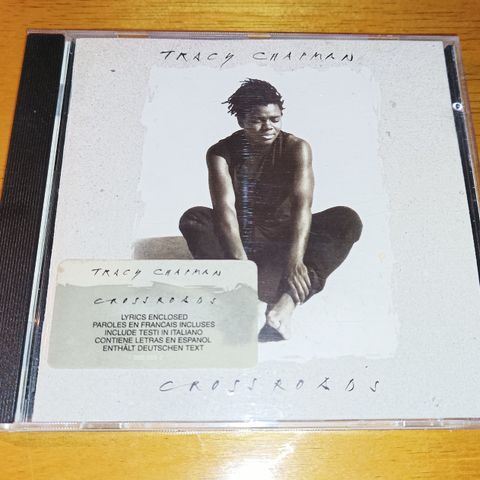 TRACY CHAPMAN
TRACY CHAPMAN
CROSSROADS
LYRICS ENCLOSED
PAROLES EN FRANCAIS INCLUSES
INCLUDE TESTI IN ITALIANO
CONTIENE LETRAS EN ESPANOL
ENTHÄLT DEUTSCHEN TEXT
CROSSROADS